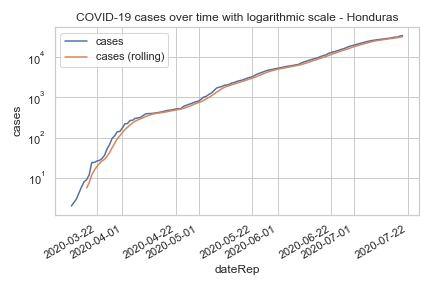 COVID-19 cases over time with logarithmic scale - Honduras
cases
cases (rolling)
10^4
10^3
10^2
10^1
cases
2020-03-22
2020-04-01
2020-04-22
2020-05-01
2020-05-22
2020-06-01
2020-06-22
2020-07-01
2020-07-22
dateRep